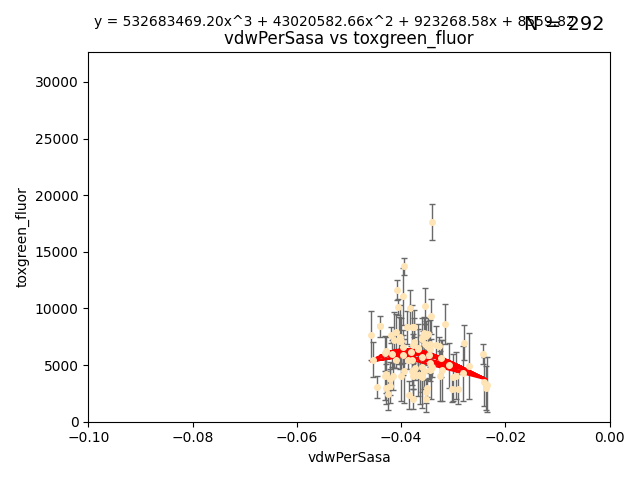 y = 532683469.20x^3 + 43020582.66x^2 + 923268.58x + 8559.82
N = 292
vdwPerSasa vs toxgreen_fluor
30000
25000
20000
15000
10000
5000
0
toxgreen_fluor
−0.10
−0.08
−0.06
−0.04
−0.02
0.00
vdwPerSasa